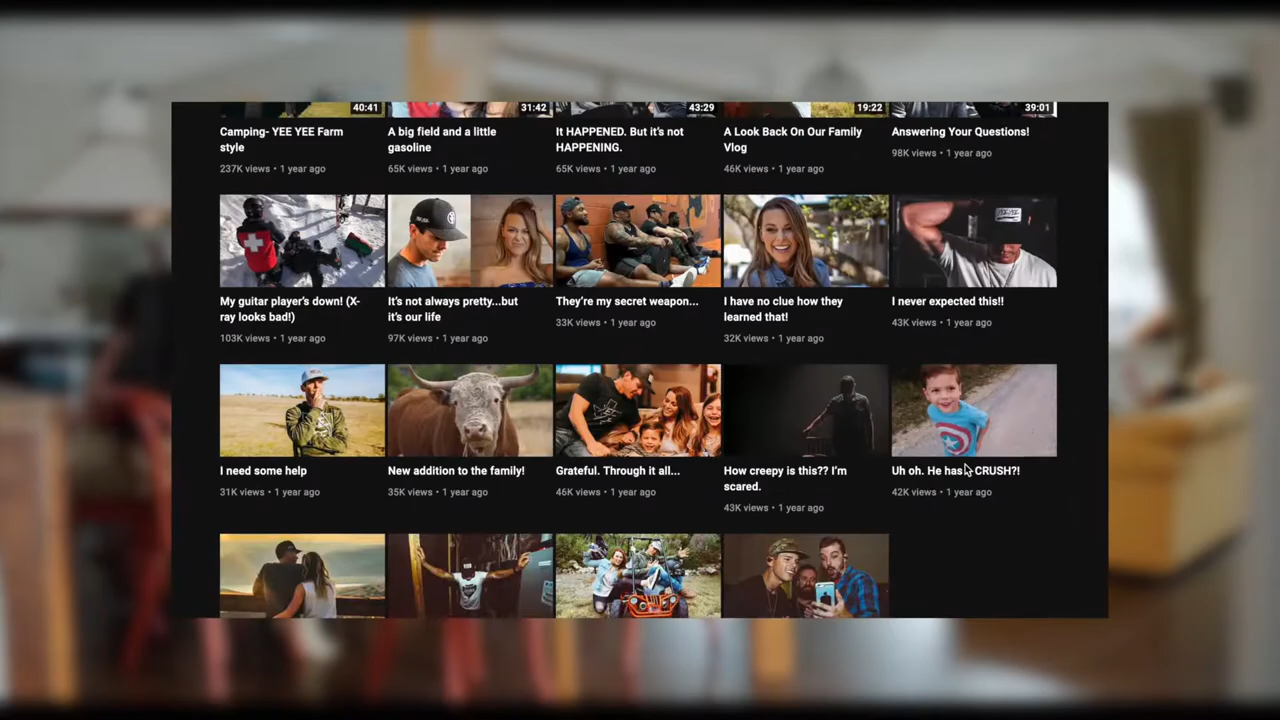 40:41
31:42
43:29
19:22
39:01
Camping- YEE YEE Farm
style
237K views • 1 year ago
A big field and a little
gasoline
65K views • 1 year ago
It HAPPENED. But it's not
HAPPENING.
65K views • 1 year ago
A Look Back On Our Family
Vlog
46K views • 1 year ago
Answering Your Questions!
98K views • 1 year ago
My guitar player's down! (X-
ray looks bad!)
103K views • 1 year ago
It's not always pretty...but
it's our life
97K views • 1 year ago
They're my secret weapon...
33K views • 1 year ago
I have no clue how they
learned that!
32K views • 1 year ago
I never expected this!!
43K views • 1 year ago
I need some help
31K views • 1 year ago
New addition to the family!
35K views • 1 year ago
Grateful. Through it all...
46K views • 1 year ago
How creepy is this?? I'm
scared.
43K views • 1 year ago
Uh oh. He has CRUSH?!
42K views • 1 year ago